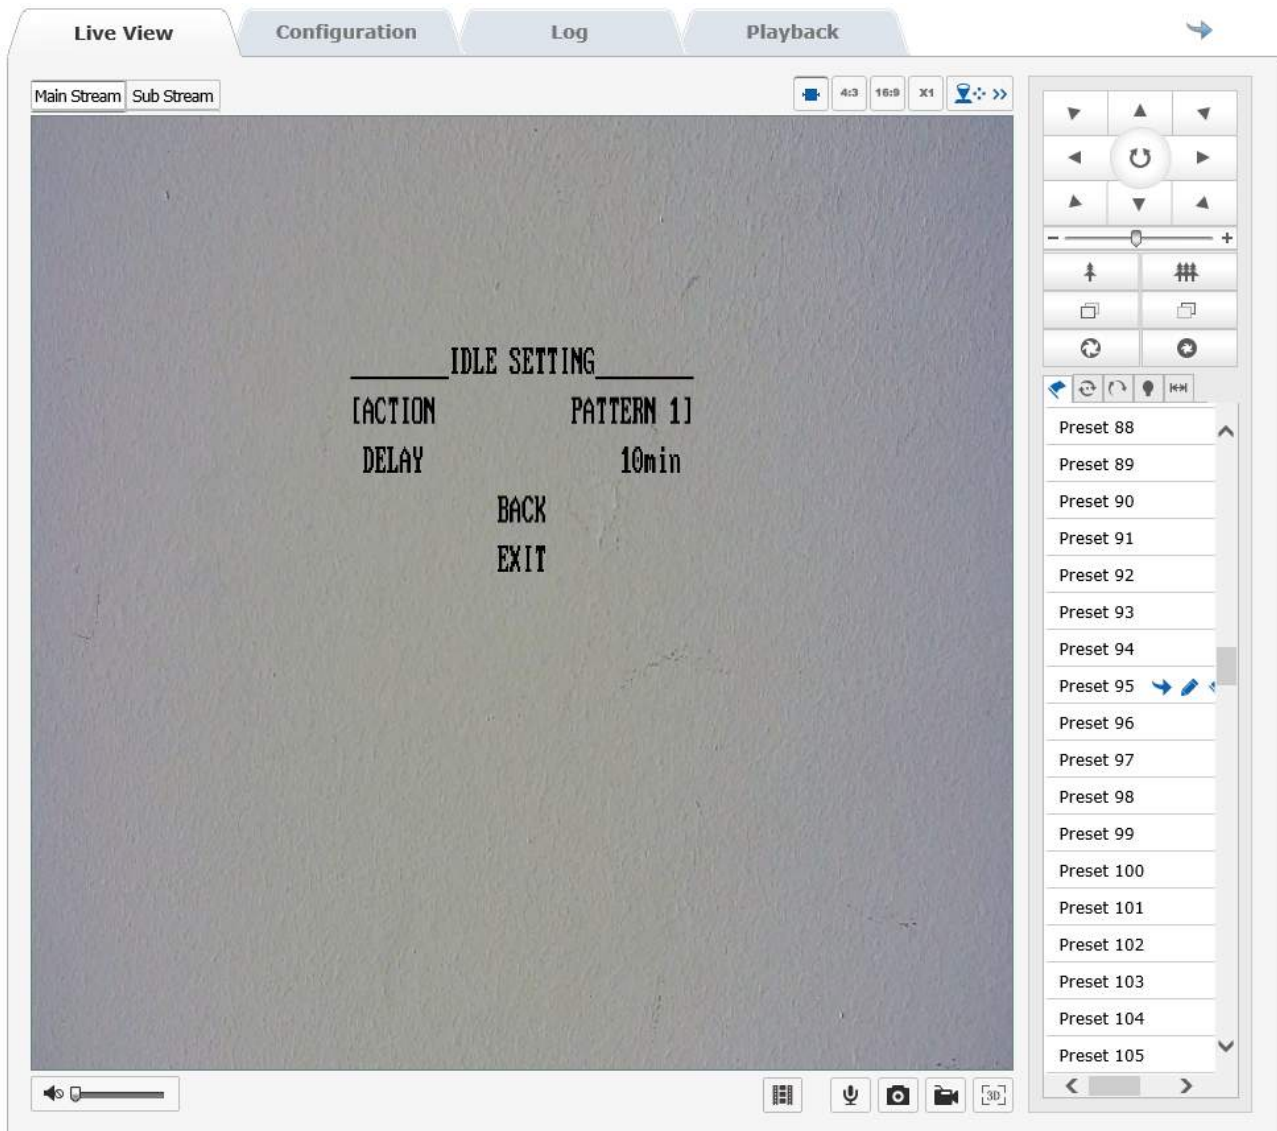 Live View Configuration Log Playback
Main Stream Sub Stream 4:3 16:9 X1
IDLE SETTING
[ACTION PATTERN 1]
DELAY 10min
BACK
EXIT
3D
Preset 88
Preset 89
Preset 90
Preset 91
Preset 92
Preset 93
Preset 94
Preset 95
Preset 96
Preset 97
Preset 98
Preset 99
Preset 100
Preset 101
Preset 102
Preset 103
Preset 104
Preset 105